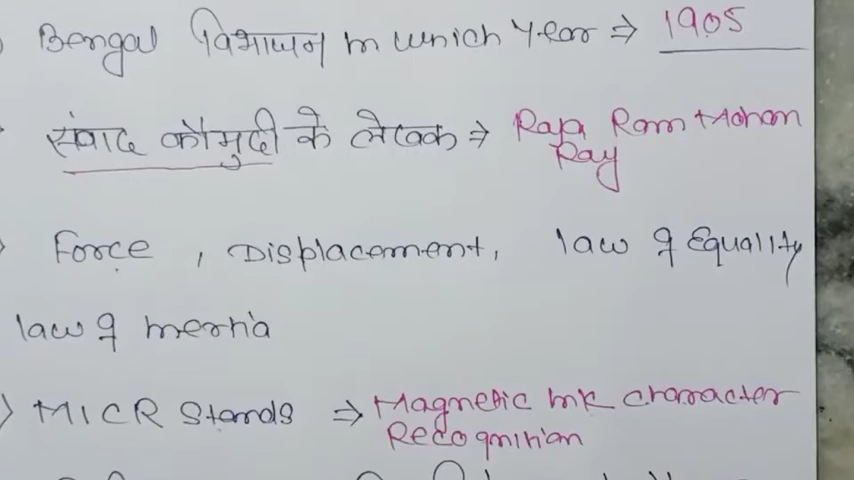 Bengal विभाजन in which Year ⇒ 1905
संवाद कौमुदी के लेखक ⇒ Raja Ram Mohan
Ray
Force , Displacement, law of Equality
law of inertia
MICR Stands ⇒ Magnetic Ink Character
Recognition